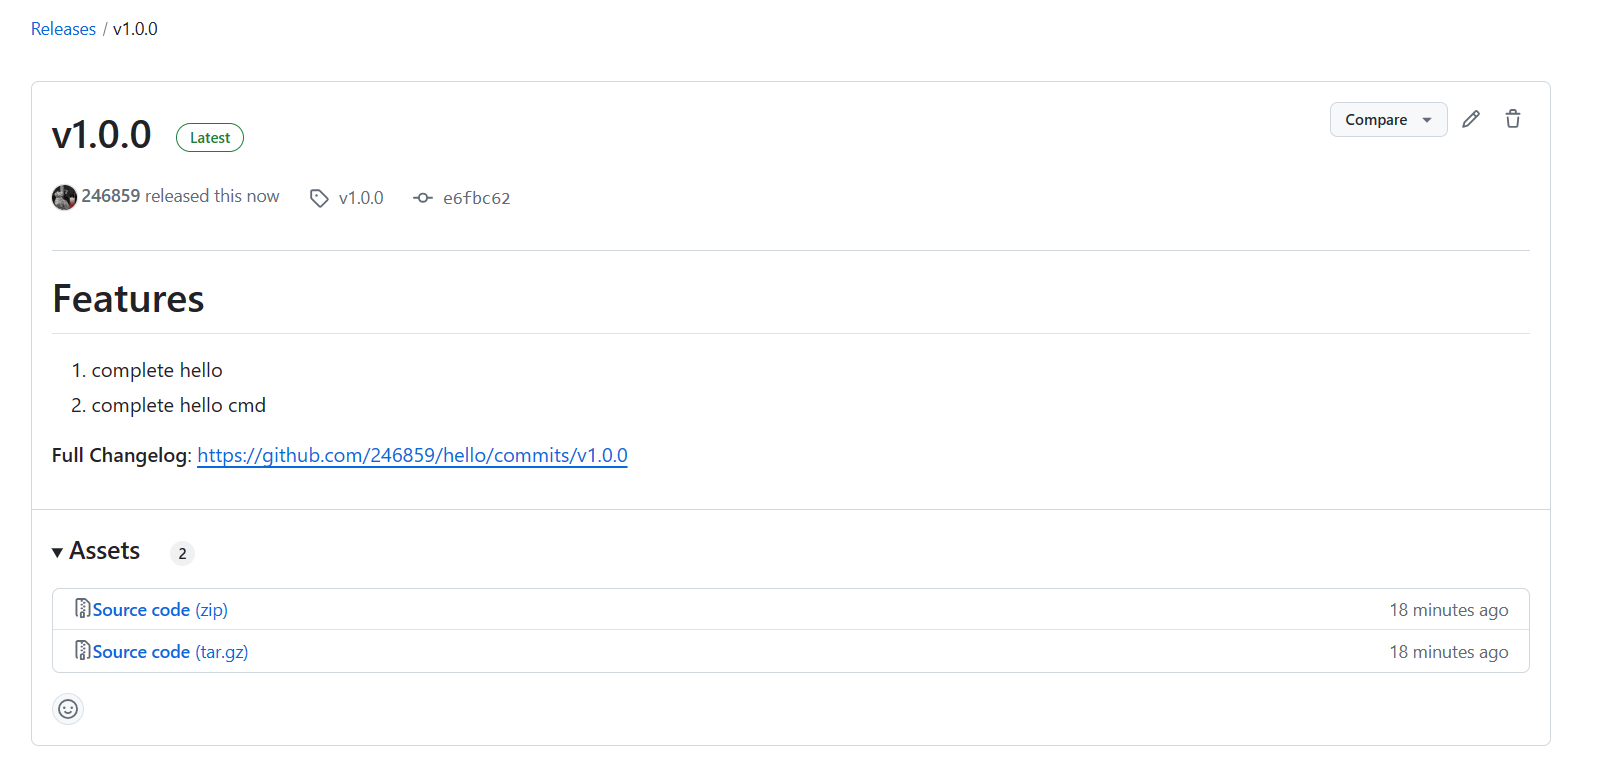 Releases / v1.0.0
v1.0.0 Latest Compare
246859 released this now v1.0.0 e6fbc62
Features
1. complete hello
2. complete hello cmd
Full Changelog: https://github.com/246859/hello/commits/v1.0.0
Assets 2
Source code (zip) 18 minutes ago
Source code (tar.gz) 18 minutes ago